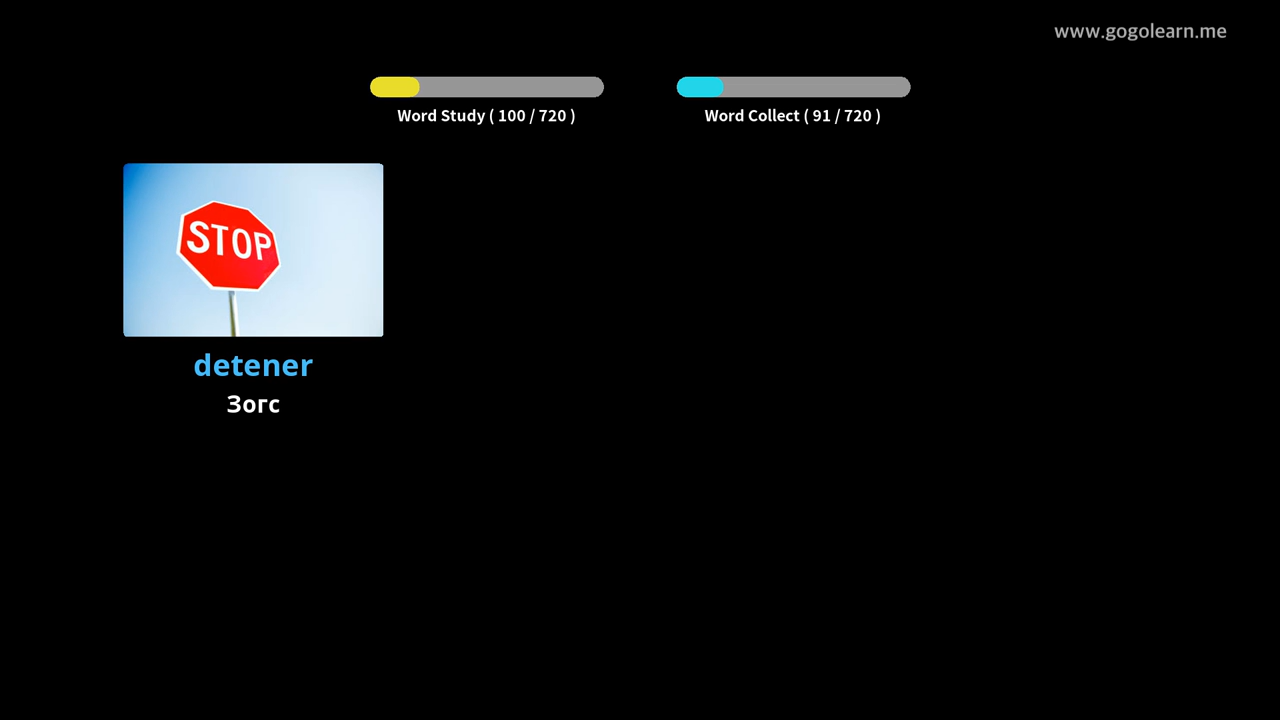 www.gogolearn.me
Word Study ( 100 / 720 )
Word Collect ( 91 / 720 )
STOP
detener
Зогс